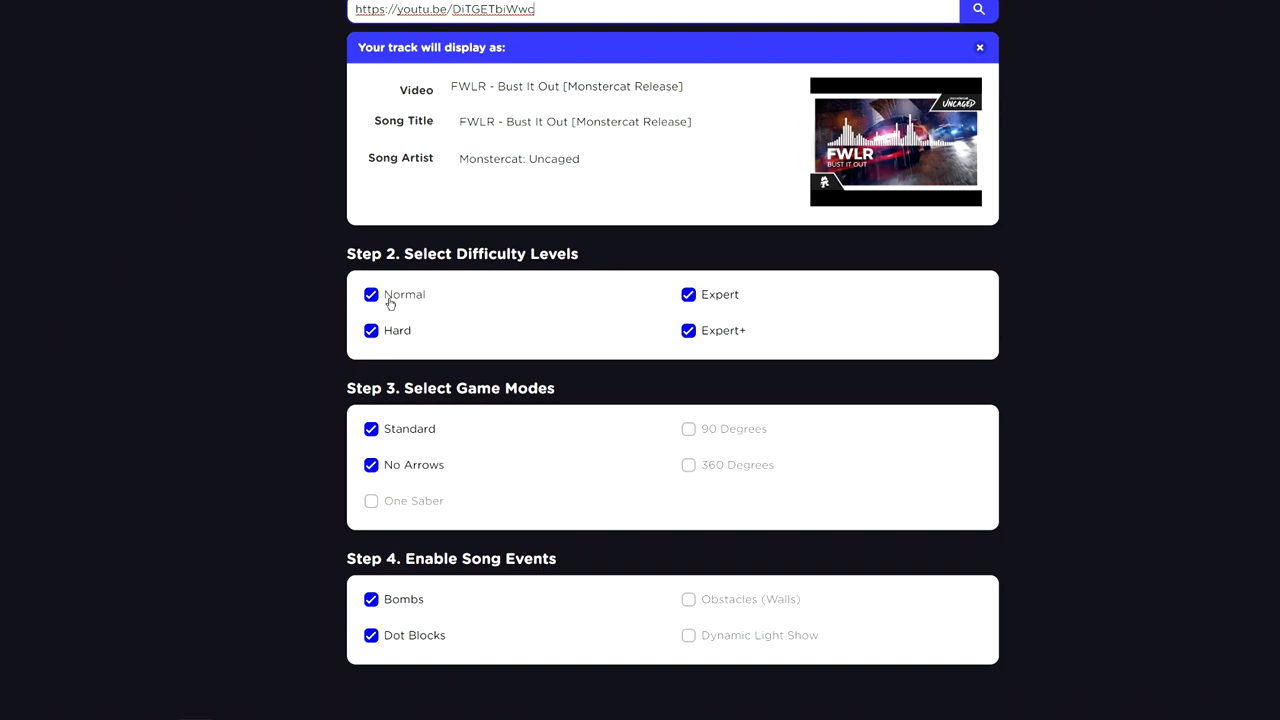 https://youtu.be/DiTGETbiWwc
Your track will display as:
Video FWLR - Bust It Out [Monstercat Release]
Song Title FWLR - Bust It Out [Monstercat Release]
Song Artist Monstercat: Uncaged
UNCAGED
FWLR
BUST IT OUT
Step 2. Select Difficulty Levels
Normal Expert
Hard Expert+
Step 3. Select Game Modes
Standard 90 Degrees
No Arrows 360 Degrees
One Saber
Step 4. Enable Song Events
Bombs Obstacles (Walls)
Dot Blocks Dynamic Light Show